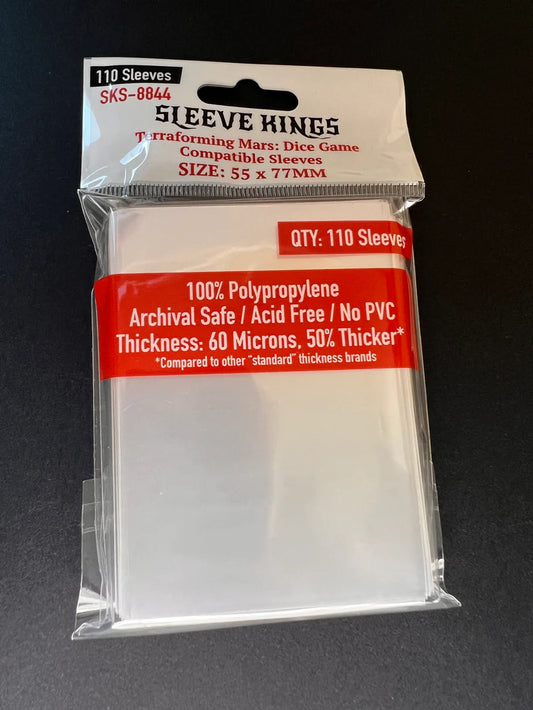 110 Sleeves
SKS-8844
SLEEVE KINGS
Terraforming Mars: Dice Game
Compatible Sleeves
SIZE: 55 x 77MM
QTY: 110 Sleeves
100% Polypropylene
Archival Safe / Acid Free / No PVC
Thickness: 60 Microns, 50% Thicker*
*Compared to other "standard" thickness brands